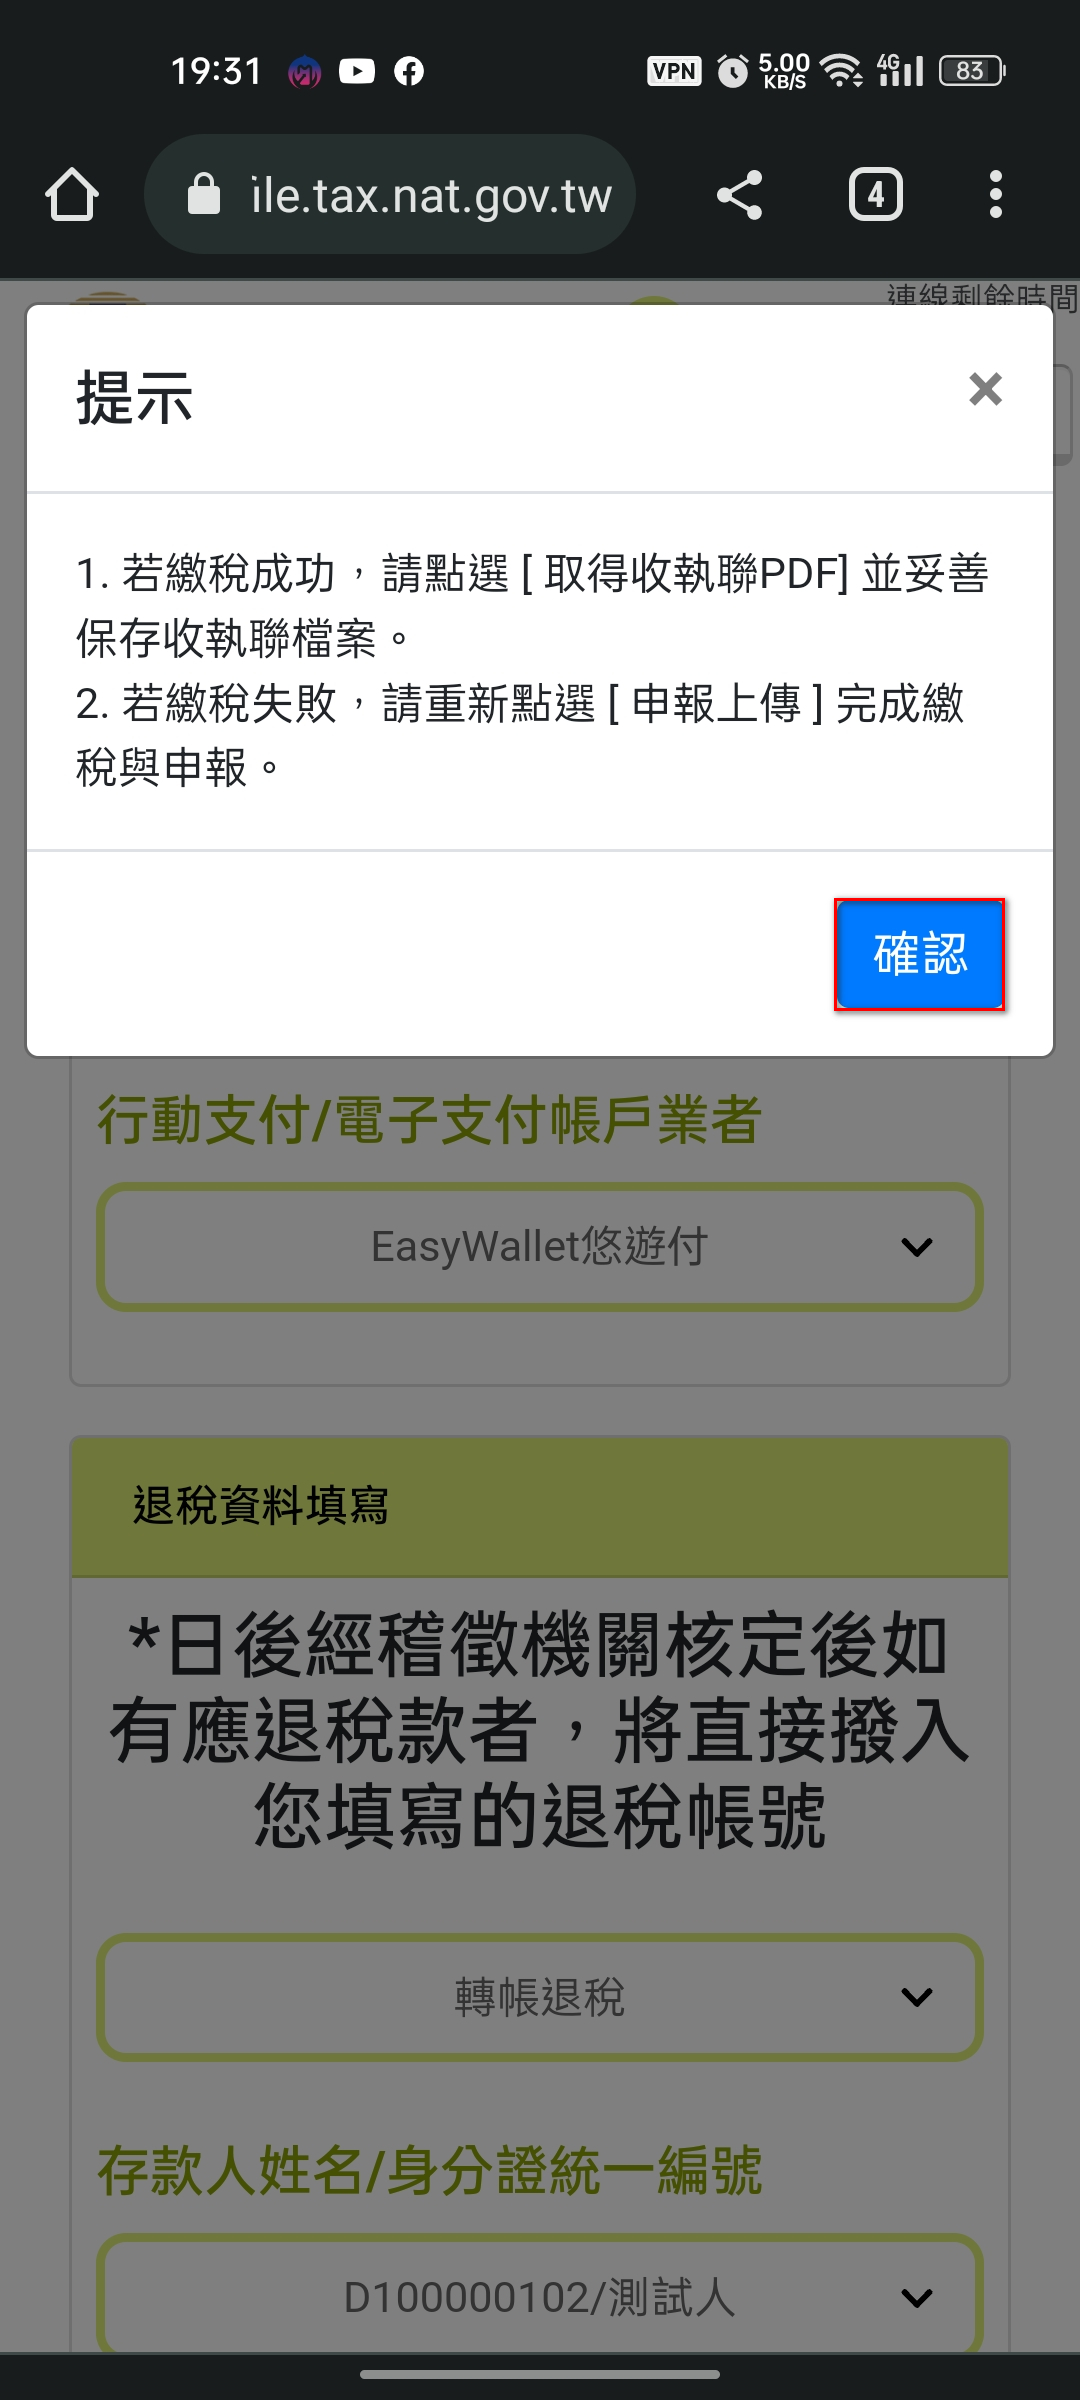 19:31
VPN
5.00
KB/S
4G
83
ile.tax.nat.gov.tw
4
連線剩餘時間
提示
×
1. 若繳稅成功，請點選 [ 取得收執聯PDF] 並妥善
保存收執聯檔案。
2. 若繳稅失敗，請重新點選 [ 申報上傳 ] 完成繳
稅與申報。
確認
行動支付/電子支付帳戶業者
EasyWallet悠遊付
退稅資料填寫
*日後經稽徵機關核定後如
有應退稅款者，將直接撥入
您填寫的退稅帳號
轉帳退稅
存款人姓名/身分證統一編號
D100000102/測試人